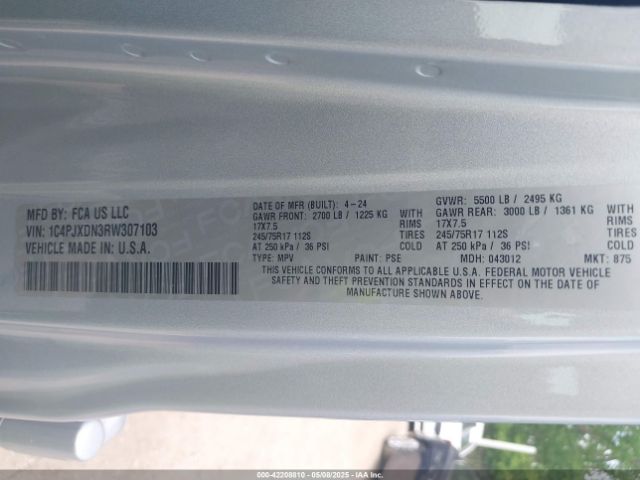 MFD BY: FCA US LLC
VIN: 1C4PJXDN3RW307103
VEHICLE MADE IN U.S.A.
DATE OF MFR (BUILT): 4-24 GVWR: 5500 LB / 2495 KG
GAWR FRONT: 2700 LB / 1225 KG WITH GAWR REAR: 3000 LB / 1361 KG WITH
17X7.5 RIMS 17X7.5 RIMS
245/75R17 112S TIRES 245/75R17 112S TIRES
AT 250 kPa / 36 PSI COLD AT 250 kPa / 36 PSI COLD
TYPE: MPV PAINT: PSE MDH: 043012 MKT: 875
THIS VEHICLE CONFORMS TO ALL APPLICABLE U.S.A. FEDERAL MOTOR VEHICLE
SAFETY AND THEFT PREVENTION STANDARDS IN EFFECT ON THE DATE OF
MANUFACTURE SHOWN ABOVE.
000-42208810 - 05/08/2025 - IAA Inc.